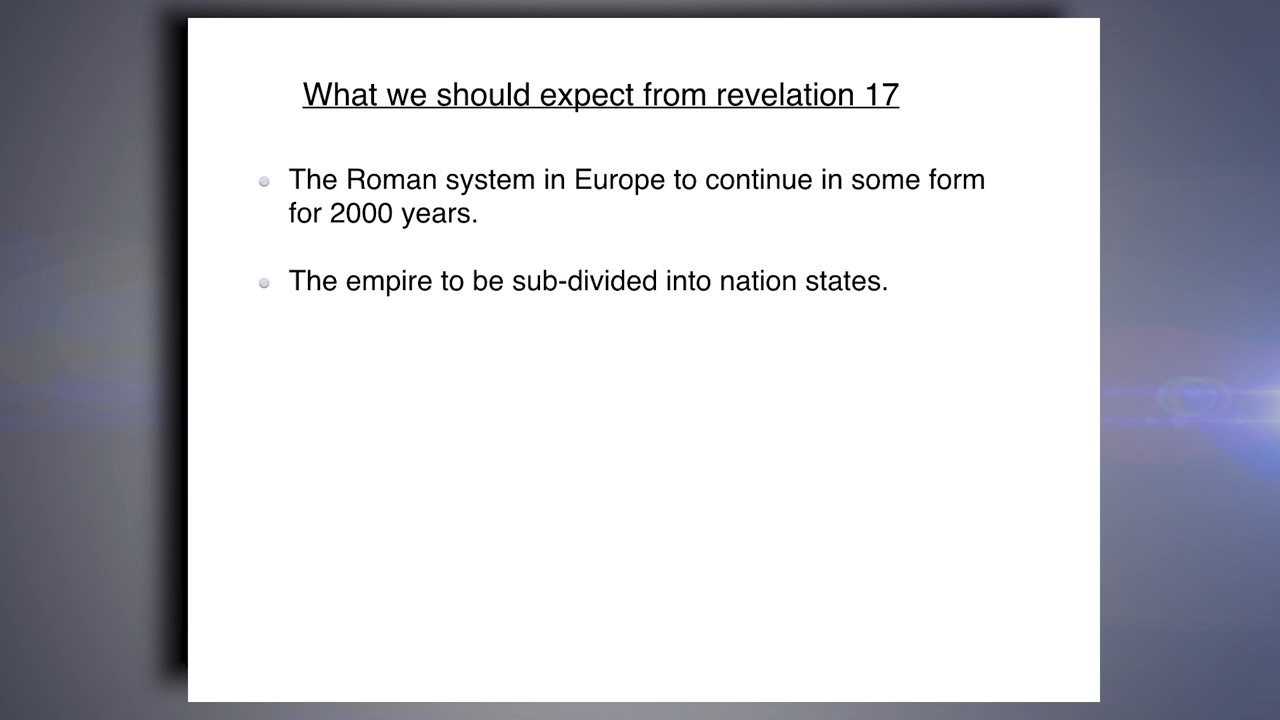 What we should expect from revelation 17
The Roman system in Europe to continue in some form
for 2000 years.
The empire to be sub-divided into nation states.